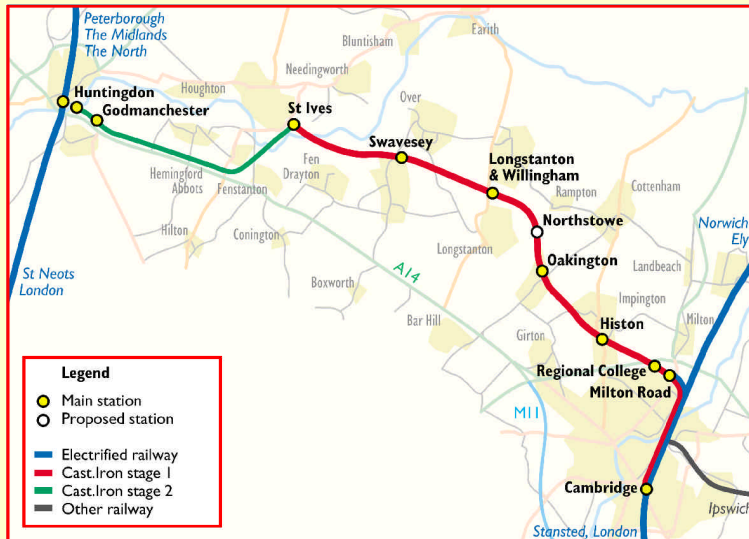 Peterborough
The Midlands
The North
Bluntisham
Earith
Needingworth
Houghton
Huntingdon
Godmanchester
St Ives
Over
Swavesey
Longstanton
& Willingham
Hemingford
Abbots
Fenstanton
Fen
Drayton
Rampton
Cottenham
Northstowe
Norwich
Ely
Hilton
Conington
Longstanton
Oakington
Landbeach
St Neots
London
A14
Boxworth
Impington
Milton
Bar Hill
Girton
Histon
Regional College
Milton Road
M11
Cambridge
Ipswich
Stansted, London
Legend
Main station
Proposed station
Electrified railway
Cast.Iron stage 1
Cast.Iron stage 2
Other railway